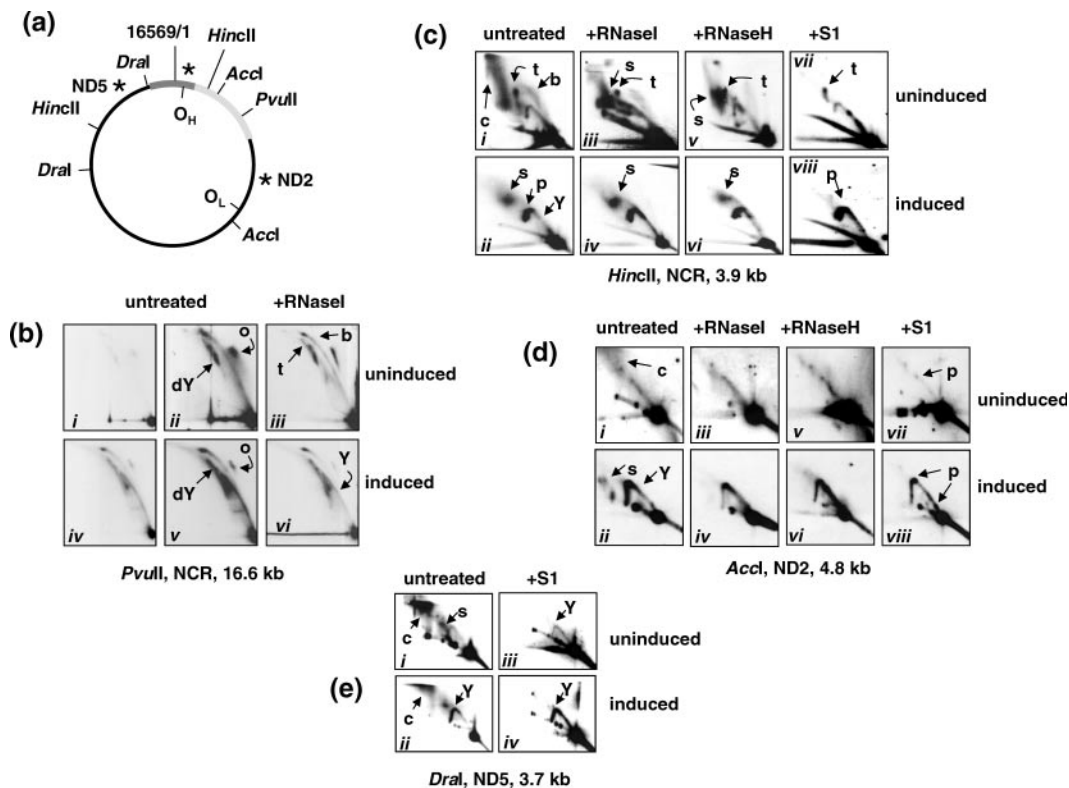 (a)
16569/1
HincII
DraI
*
AccI
ND5 *
PvuII
HincII
O_H
DraI
* ND2
O_L
AccI
(b)
untreated
+RNaseI
o
b
dY
t
i
ii
iii
uninduced
o
Y
dY
iv
v
vi
induced
PvuII, NCR, 16.6 kb
(c)
untreated
+RNaseI
+RNaseH
+S1
t
b
s
t
t
vii
t
c
s
i
iii
v
uninduced
s
p
Y
s
s
viii
p
ii
iv
vi
induced
HincII, NCR, 3.9 kb
(d)
untreated
+RNaseI
+RNaseH
+S1
c
p
i
iii
v
vii
uninduced
s
Y
p
ii
iv
vi
viii
induced
AccI, ND2, 4.8 kb
(e)
untreated
+S1
s
Y
c
i
iii
uninduced
Y
Y
c
ii
iv
induced
DraI, ND5, 3.7 kb